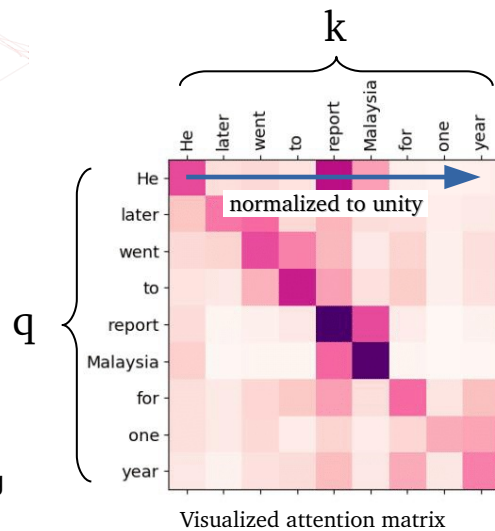 k
He later went to report Malaysia for one year
q
He
normalized to unity
later
went
to
report
Malaysia
for
one
year
Visualized attention matrix